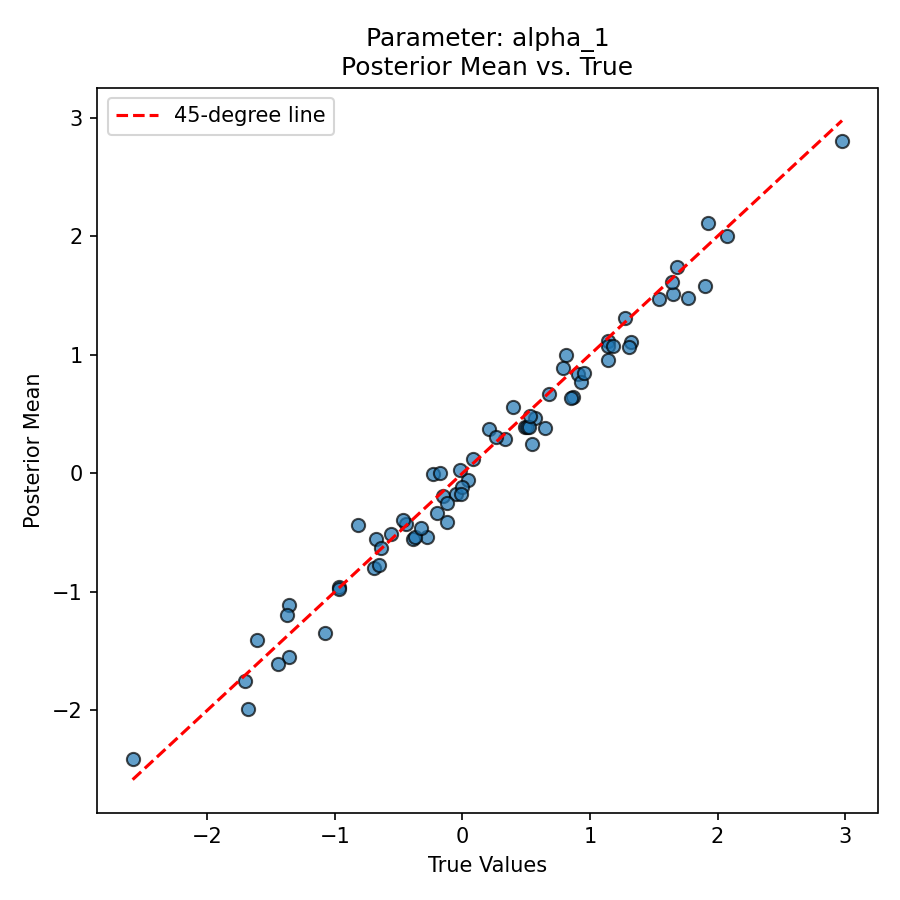 Parameter: alpha_1
Posterior Mean vs. True
45-degree line
3
2
1
0
−1
−2
Posterior Mean
−2
−1
0
1
2
3
True Values